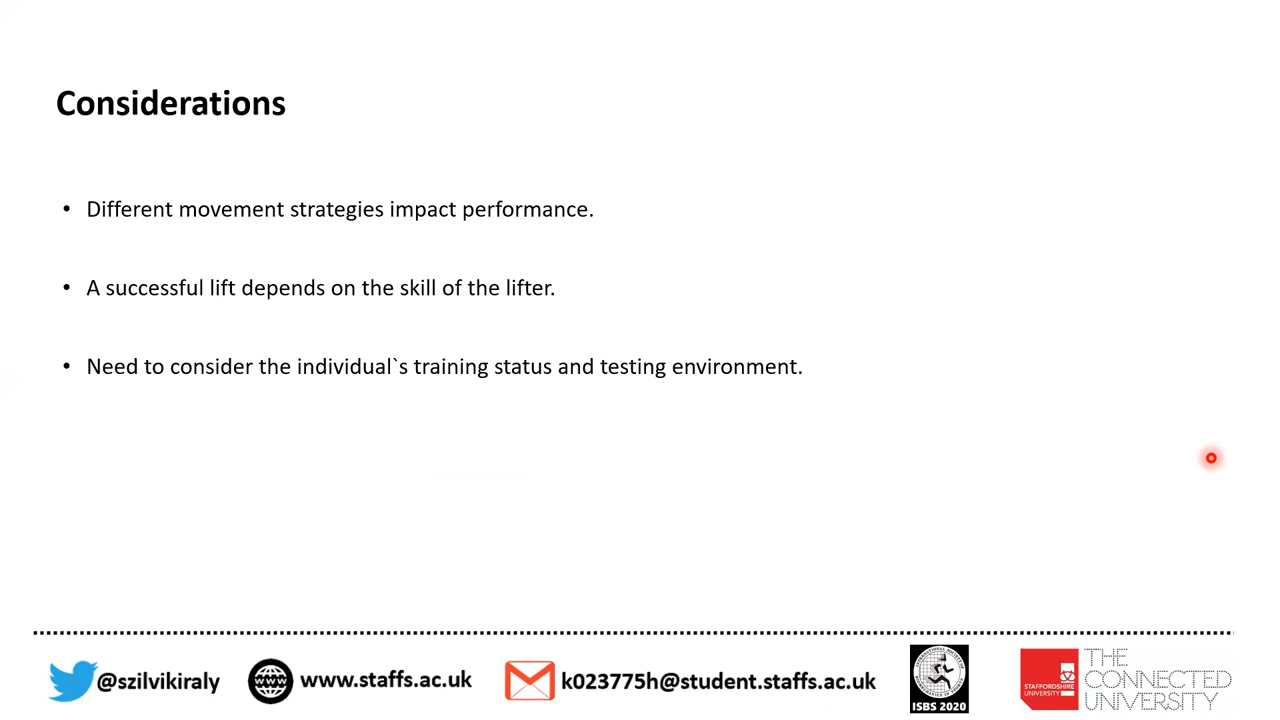 Considerations
• Different movement strategies impact performance.
• A successful lift depends on the skill of the lifter.
• Need to consider the individual`s training status and testing environment.
@szilvikiraly
www
www.staffs.ac.uk
k023775h@student.staffs.ac.uk
ISBS 2020
STAFFORDSHIRE
UNIVERSITY
THE
CONNECTED
UNIVERSITY